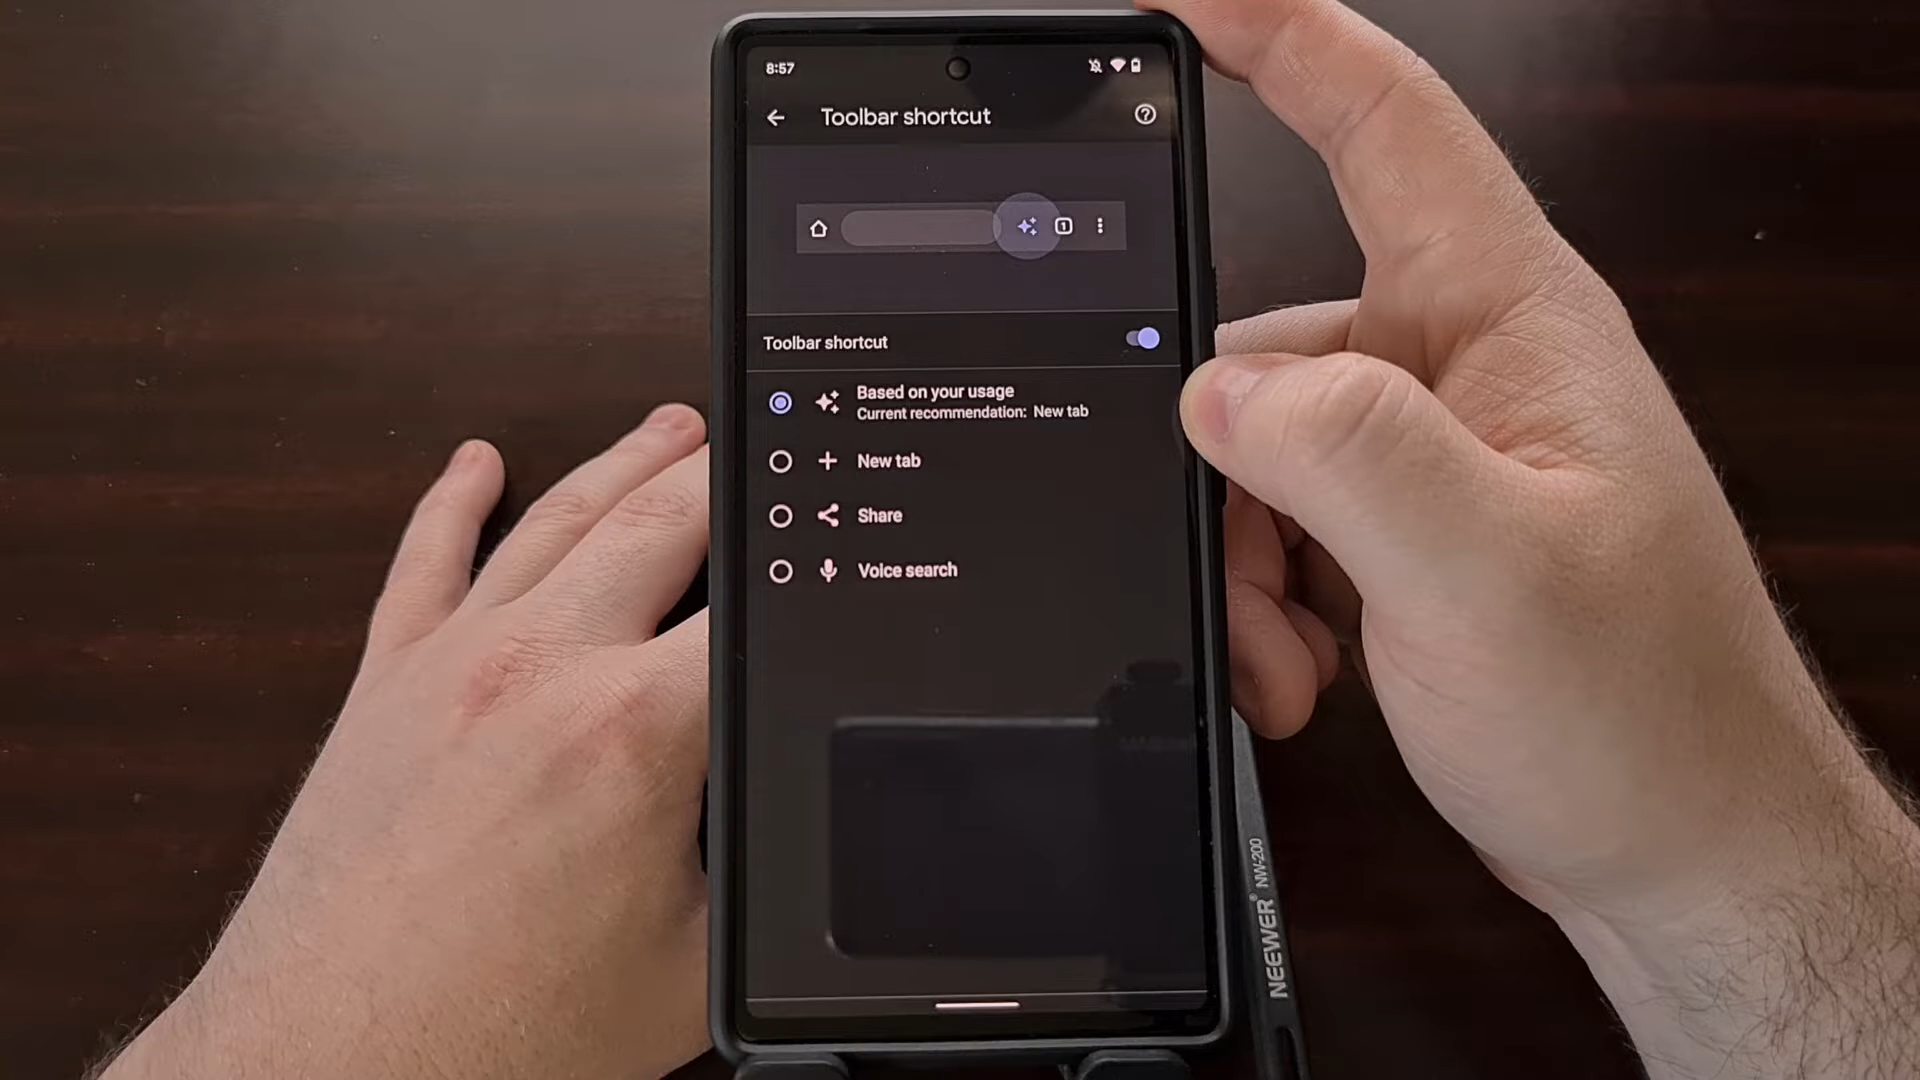 8:57
Toolbar shortcut
1
Toolbar shortcut
Based on your usage
Current recommendation: New tab
New tab
Share
Voice search
NEEWER® NW-200